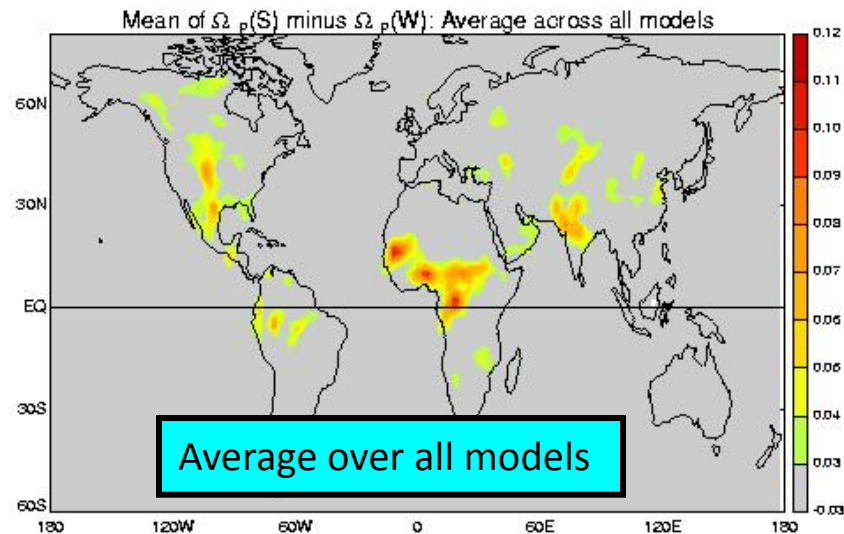 Mean of Ω_P(S) minus Ω_P(W): Average across all models
60N
30N
EQ
30S
60S
180 120W 60W 0 60E 120E 180
0.12
0.11
0.10
0.09
0.08
0.07
0.06
0.05
0.04
0.03
-0.03
Average over all models